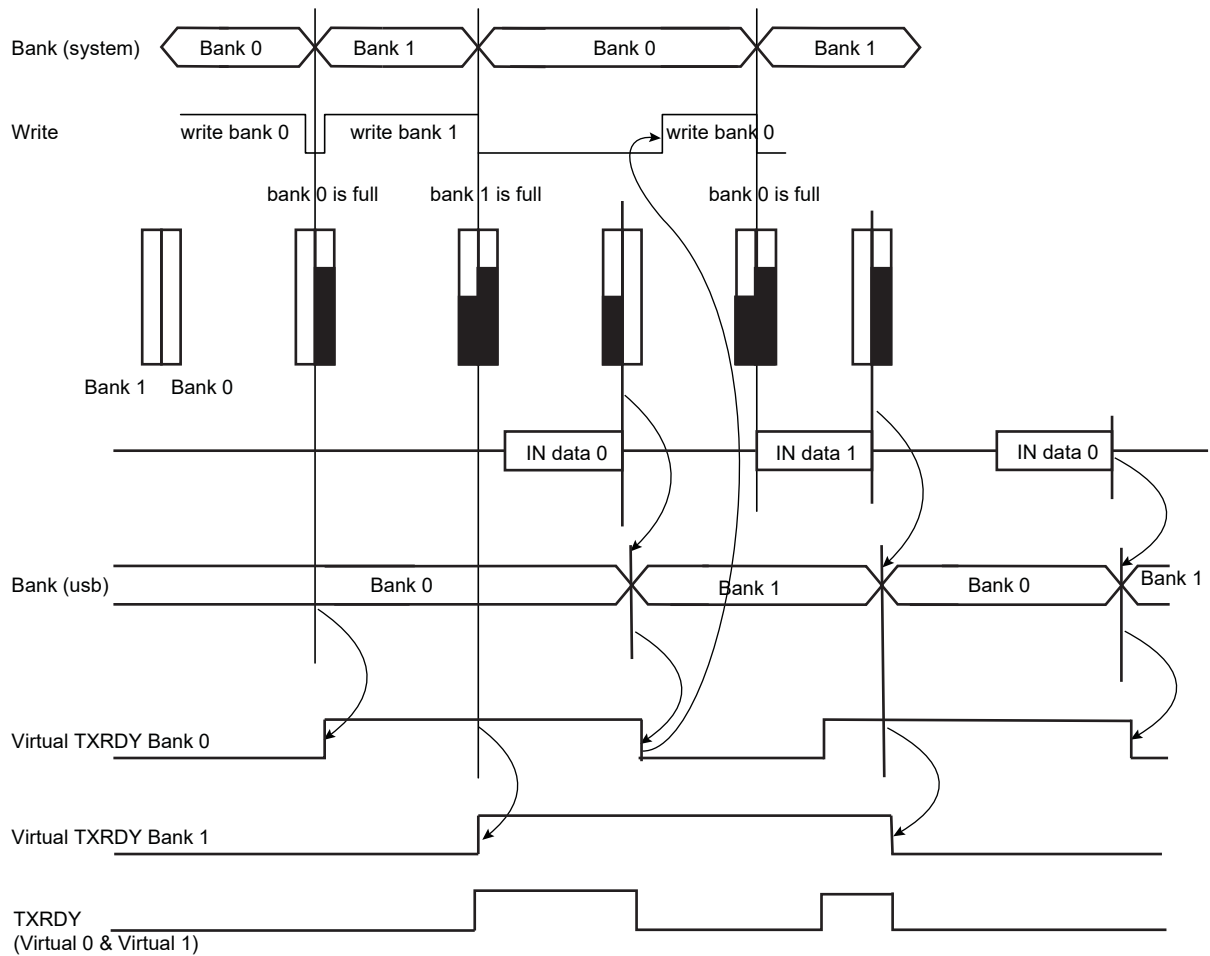 Bank (system)
Bank 0
Bank 1
Bank 0
Bank 1
Write
write bank 0
write bank 1
write bank 0
bank 0 is full
bank 1 is full
bank 0 is full
Bank 1
Bank 0
IN data 0
IN data 1
IN data 0
Bank (usb)
Bank 0
Bank 1
Bank 0
Bank 1
Virtual TXRDY Bank 0
Virtual TXRDY Bank 1
TXRDY
(Virtual 0 & Virtual 1)